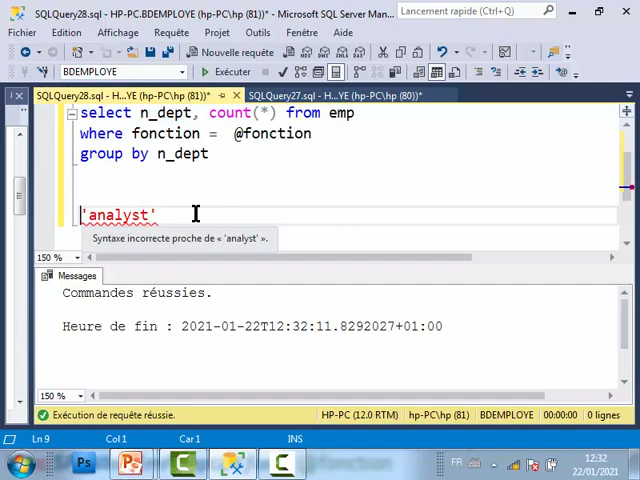 SQLQuery28.sql - HP-PC.BDEMPLOYE (hp-PC\hp (81))* - Microsoft SQL Server Man...
Lancement rapide (Ctrl+Q)
Fichier Edition Affichage Requête Projet Outils Fenêtre Aide
Nouvelle requête
BDEMPLOYE Exécuter
SQLQuery28.sql - H...YE (hp-PC\hp (81))* SQLQuery27.sql - H...YE (hp-PC\hp (80))*
select n_dept, count(*) from emp
where fonction = @fonction
group by n_dept
'analyst'
Syntaxe incorrecte proche de « 'analyst' ».
150 %
Messages
Commandes réussies.
Heure de fin : 2021-01-22T12:32:11.8292027+01:00
150 %
Exécution de requête réussie. HP-PC (12.0 RTM) hp-PC\hp (81) BDEMPLOYE 00:00:00 0 lignes
Ln 9 Col 1 Car 1 INS
Ps P C C
FR 12:32
22/01/2021